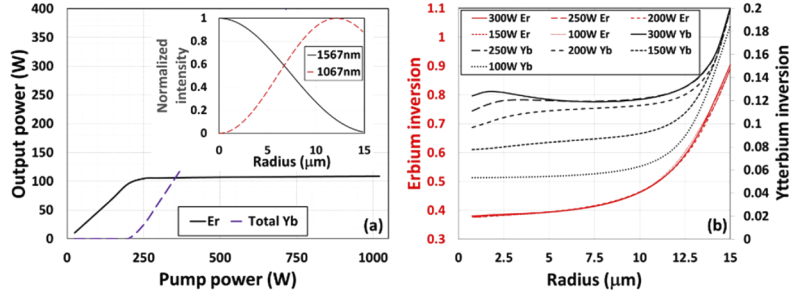 400
350
300
250
200
150
100
50
0
Output power (W)
0
250
500
750
1000
Pump power (W)
Er
Total Yb
(a)
1
0.8
0.6
0.4
0.2
0
Normalized
intensity
1567nm
1067nm
0
5
10
15
Radius (μm)
1.1
1
0.9
0.8
0.7
0.6
0.5
0.4
0.3
Erbium inversion
300W Er
250W Er
200W Er
150W Er
100W Er
300W Yb
250W Yb
200W Yb
150W Yb
100W Yb
0
2.5
5
7.5
10
12.5
15
Radius (μm)
(b)
0.2
0.18
0.16
0.14
0.12
0.1
0.08
0.06
0.04
0.02
0
Ytterbium inversion